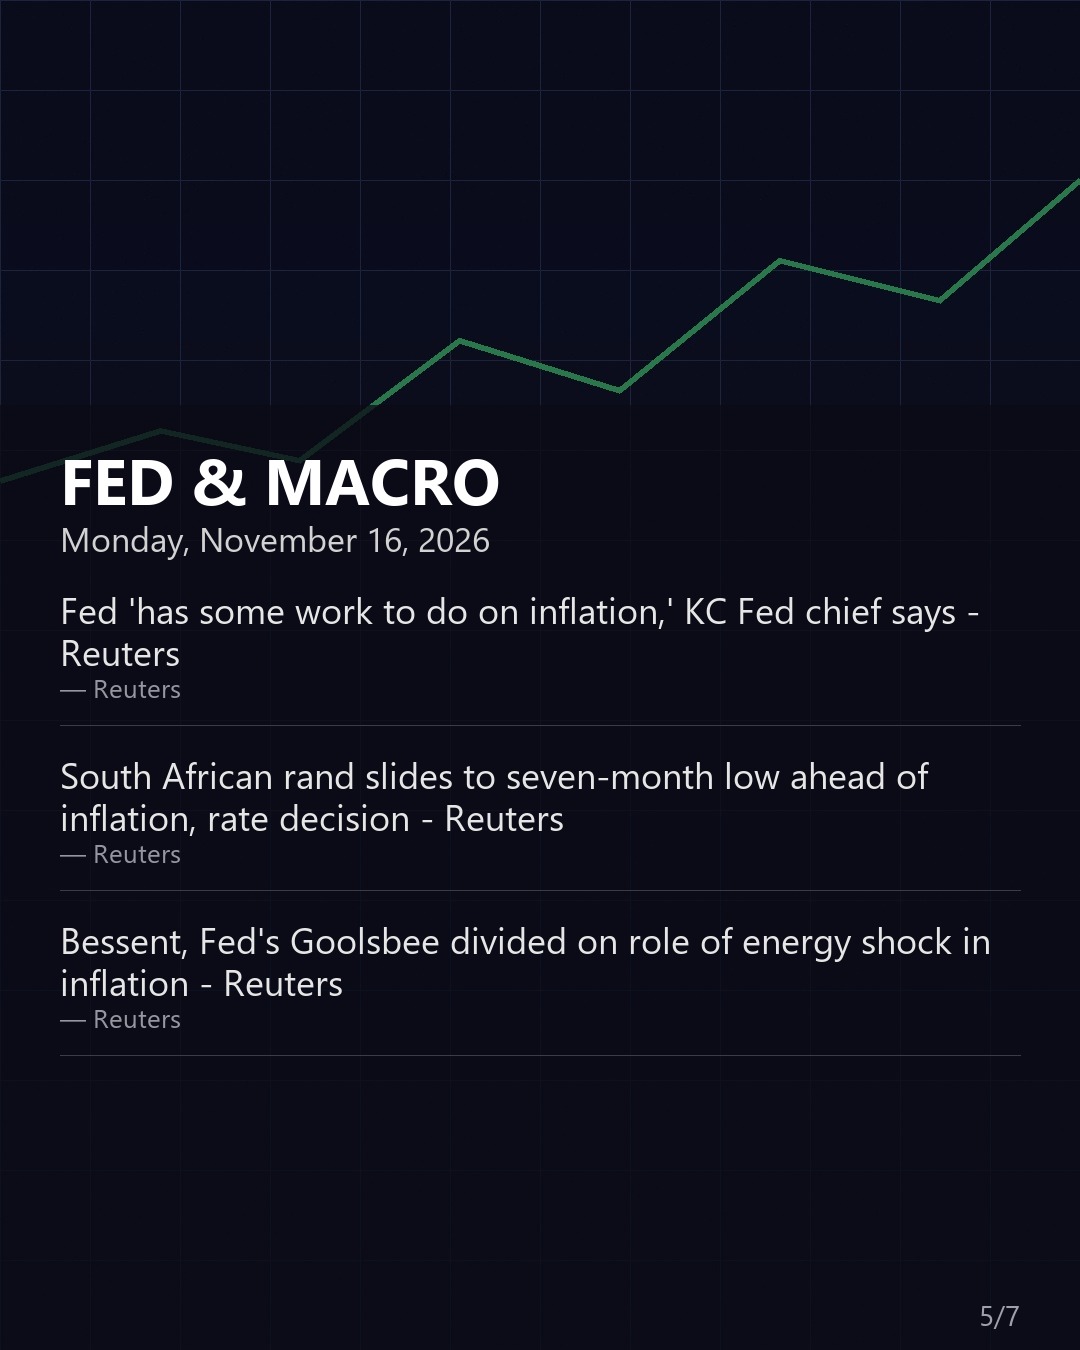 FED & MACRO
Monday, November 16, 2026
Fed 'has some work to do on inflation,' KC Fed chief says -
Reuters
— Reuters
South African rand slides to seven-month low ahead of
inflation, rate decision - Reuters
— Reuters
Bessent, Fed's Goolsbee divided on role of energy shock in
inflation - Reuters
— Reuters
5/7